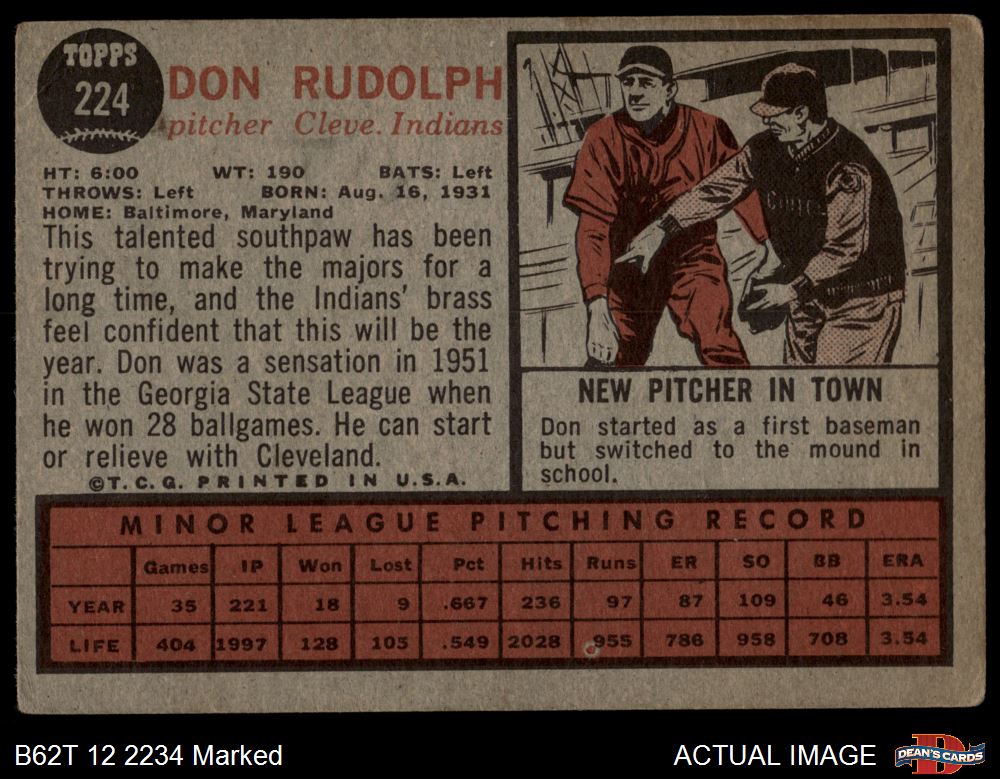 TOPPS
224
DON RUDOLPH
pitcher Cleve. Indians
HT: 6:00 WT: 190 BATS: Left
THROWS: Left BORN: Aug. 16, 1931
HOME: Baltimore, Maryland
This talented southpaw has been
trying to make the majors for a
long time, and the Indians' brass
feel confident that this will be the
year. Don was a sensation in 1951
in the Georgia State League when
he won 28 ballgames. He can start
or relieve with Cleveland.
©T. C. G. PRINTED IN U.S.A.
NEW PITCHER IN TOWN
Don started as a first baseman
but switched to the mound in
school.
MINOR LEAGUE PITCHING RECORD
Games IP Won Lost Pct Hits Runs ER SO BB ERA
YEAR 35 221 18 9 .667 236 97 87 109 46 3.54
LIFE 404 1997 128 105 .549 2028 955 786 958 708 3.54
B62T 12 2234 Marked
ACTUAL IMAGE
DEAN'S CARDS